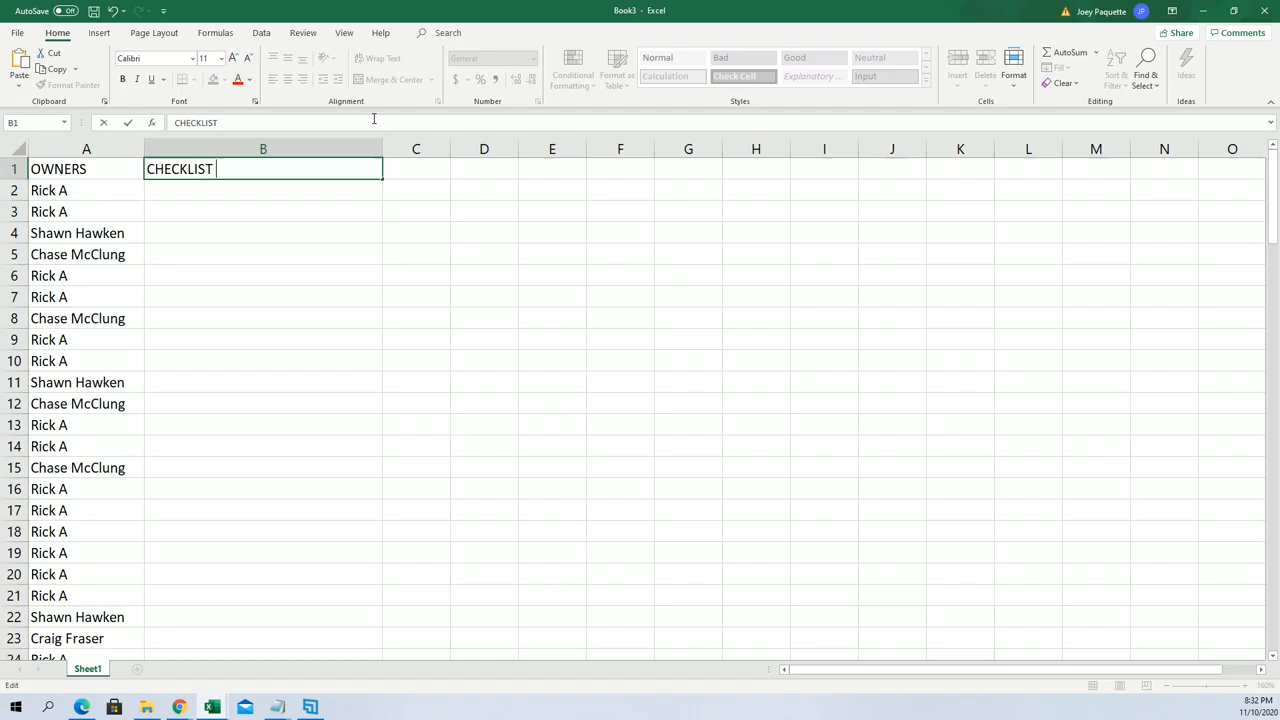 AutoSave Off Book3 - Excel Joey Paquette JP
File Home Insert Page Layout Formulas Data Review View Help Search Share Comments
Paste Cut Copy Format Painter Clipboard
Calibri 11 B I U A Font
Wrap Text Merge & Center Alignment
General $ % Number
Conditional Formatting Format as Table
Normal Bad Good Neutral
Calculation Check Cell Explanatory ... Input
Styles
Insert Delete Format Cells
AutoSum Fill Clear Sort & Filter Find & Select Editing
Ideas Ideas
B1 fx CHECKLIST
A B C D E F G H I J K L M N O
1 OWNERS CHECKLIST
2 Rick A
3 Rick A
4 Shawn Hawken
5 Chase McClung
6 Rick A
7 Rick A
8 Chase McClung
9 Rick A
10 Rick A
11 Shawn Hawken
12 Chase McClung
13 Rick A
14 Rick A
15 Chase McClung
16 Rick A
17 Rick A
18 Rick A
19 Rick A
20 Rick A
21 Rick A
22 Shawn Hawken
23 Craig Fraser
24 Rick A
Sheet1
Edit 160%
8:32 PM
11/10/2020